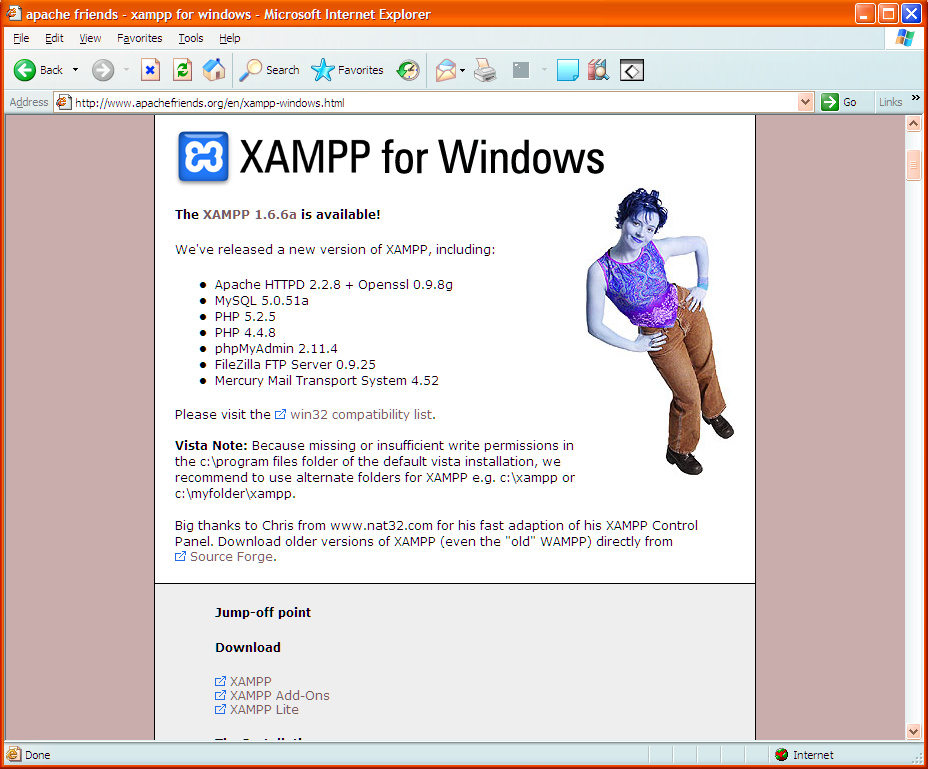 apache friends - xampp for windows - Microsoft Internet Explorer
File Edit View Favorites Tools Help
Back Search Favorites
Address http://www.apachefriends.org/en/xampp-windows.html Go Links »
XAMPP for Windows
The XAMPP 1.6.6a is available!
We've released a new version of XAMPP, including:
• Apache HTTPD 2.2.8 + Openssl 0.9.8g
• MySQL 5.0.51a
• PHP 5.2.5
• PHP 4.4.8
• phpMyAdmin 2.11.4
• FileZilla FTP Server 0.9.25
• Mercury Mail Transport System 4.52
Please visit the win32 compatibility list.
Vista Note: Because missing or insufficient write permissions in
the c:\program files folder of the default vista installation, we
recommend to use alternate folders for XAMPP e.g. c:\xampp or
c:\myfolder\xampp.
Big thanks to Chris from www.nat32.com for his fast adaption of his XAMPP Control
Panel. Download older versions of XAMPP (even the "old" WAMPP) directly from
Source Forge.
Jump-off point
Download
XAMPP
XAMPP Add-Ons
XAMPP Lite
Done Internet